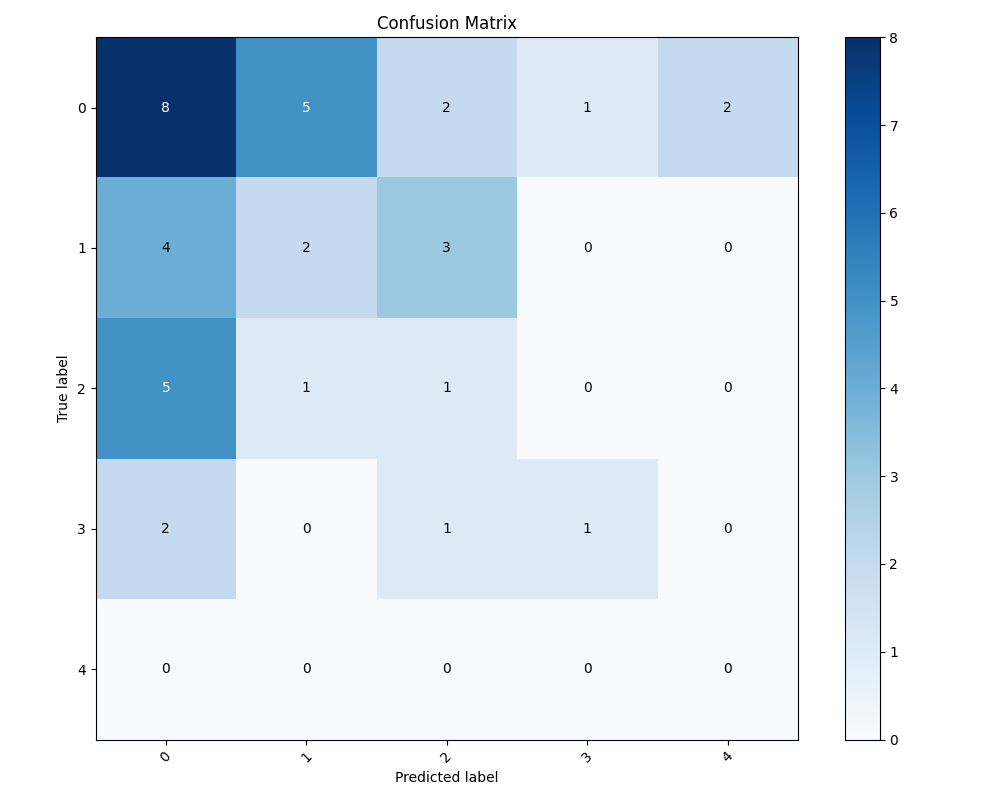 Confusion Matrix
0 8 5 2 1 2
1 4 2 3 0 0
2 5 1 1 0 0
3 2 0 1 1 0
4 0 0 0 0 0
0 1 2 3 4
True label
Predicted label
8
7
6
5
4
3
2
1
0